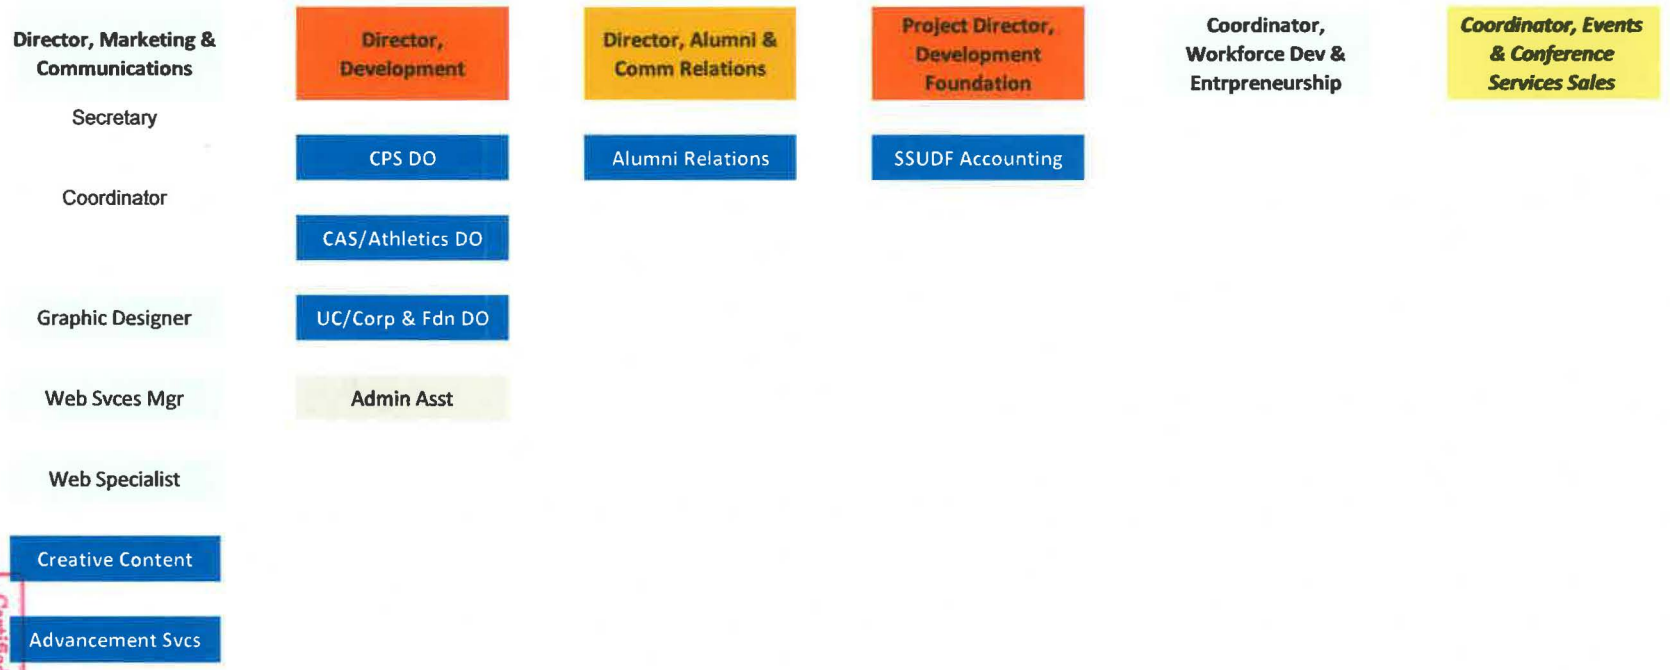 Director, Marketing &
Communications
Secretary
Coordinator
Graphic Designer
Web Svces Mgr
Web Specialist
Creative Content
Advancement Svcs
Director,
Development
CPS DO
CAS/Athletics DO
UC/Corp & Fdn DO
Admin Asst
Director, Alumni &
Comm Relations
Alumni Relations
Project Director,
Development
Foundation
SSUDF Accounting
Coordinator,
Workforce Dev &
Entrpreneurship
Coordinator, Events
& Conference
Services Sales